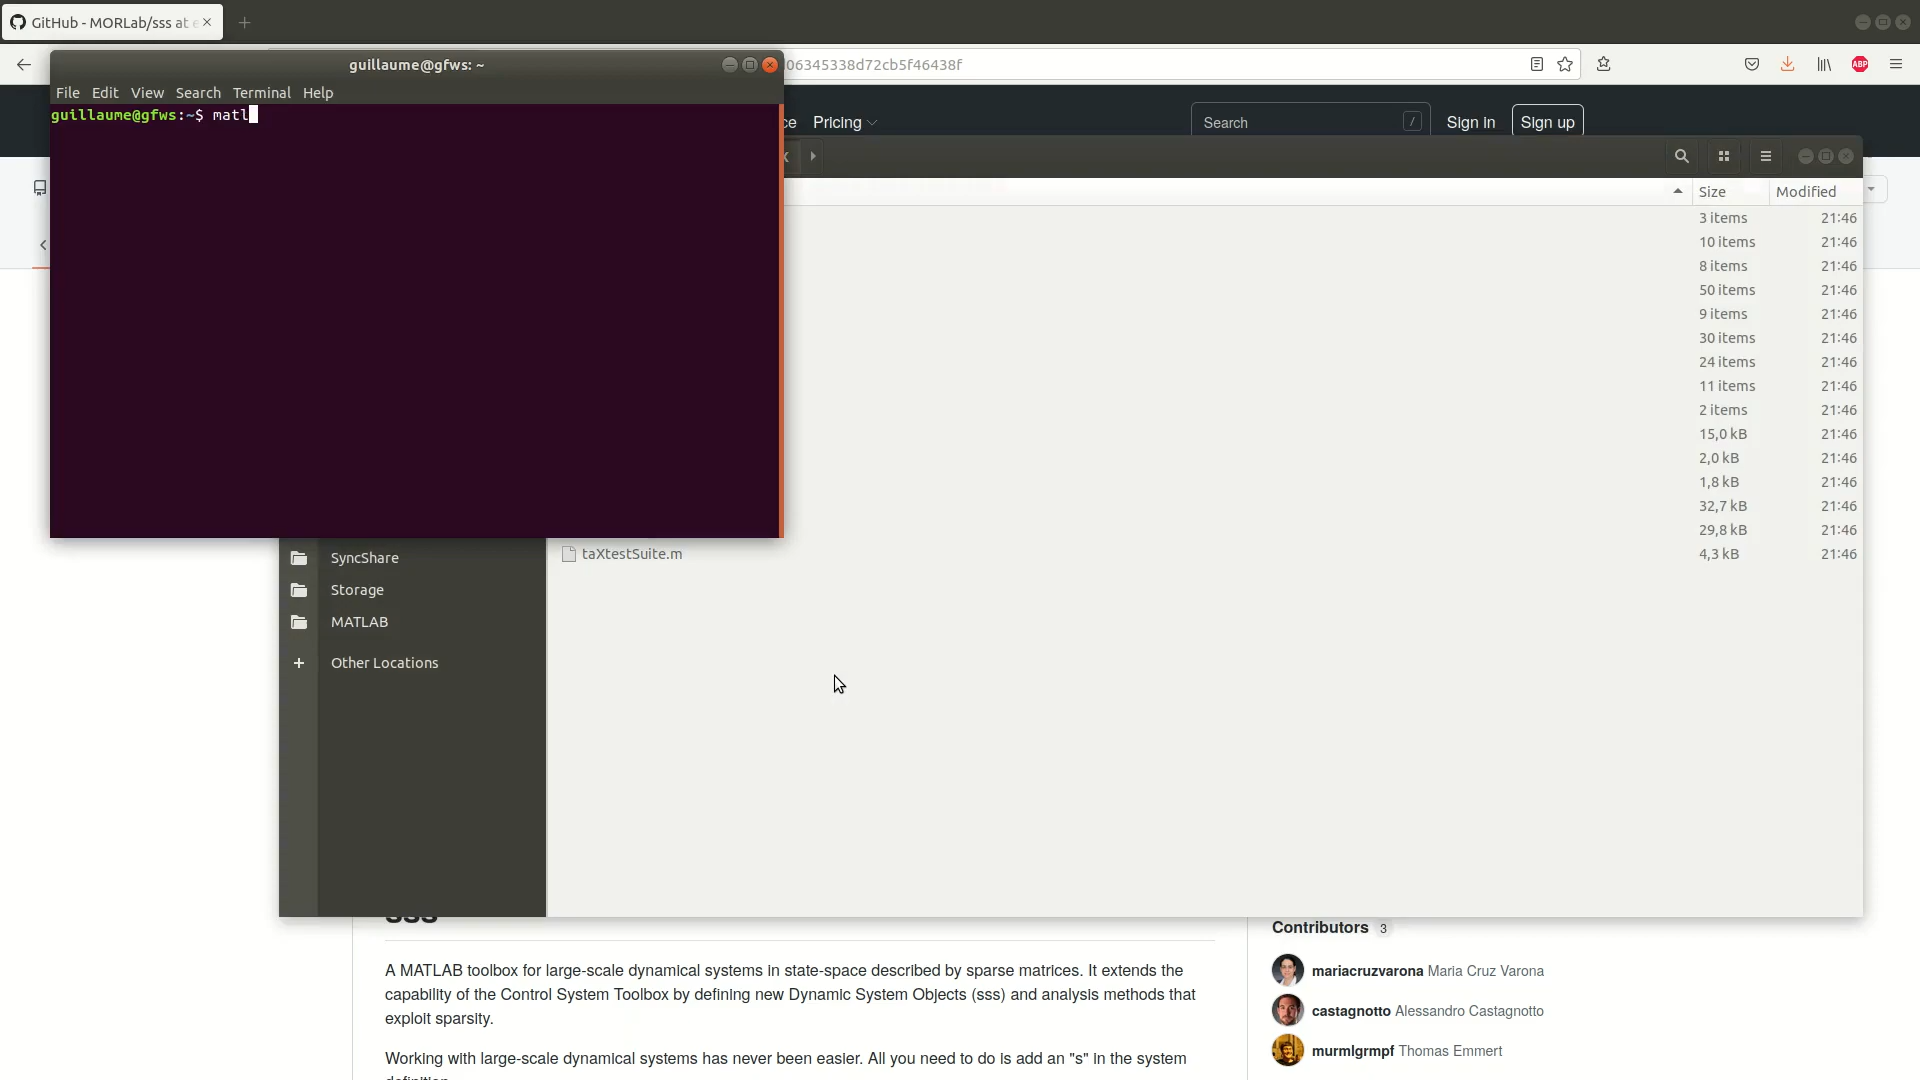 GitHub - MORLab/sss at
guillaume@gfws: ~
06345338d72cb5f46438f
File Edit View Search Terminal Help
guillaume@gfws:~$ matl
Pricing
Search
/
Sign in
Sign up
ABP
Size
Modified
3 items 21:46
10 items 21:46
8 items 21:46
50 items 21:46
9 items 21:46
30 items 21:46
24 items 21:46
11 items 21:46
2 items 21:46
15,0 kB 21:46
2,0 kB 21:46
1,8 kB 21:46
32,7 kB 21:46
29,8 kB 21:46
taXtestSuite.m 4,3 kB 21:46
SyncShare
Storage
MATLAB
Other Locations
sss
A MATLAB toolbox for large-scale dynamical systems in state-space described by sparse matrices. It extends the
capability of the Control System Toolbox by defining new Dynamic System Objects (sss) and analysis methods that
exploit sparsity.
Working with large-scale dynamical systems has never been easier. All you need to do is add an "s" in the system
definition
Contributors 3
mariacruzvarona Maria Cruz Varona
castagnotto Alessandro Castagnotto
murmlgrmpf Thomas Emmert